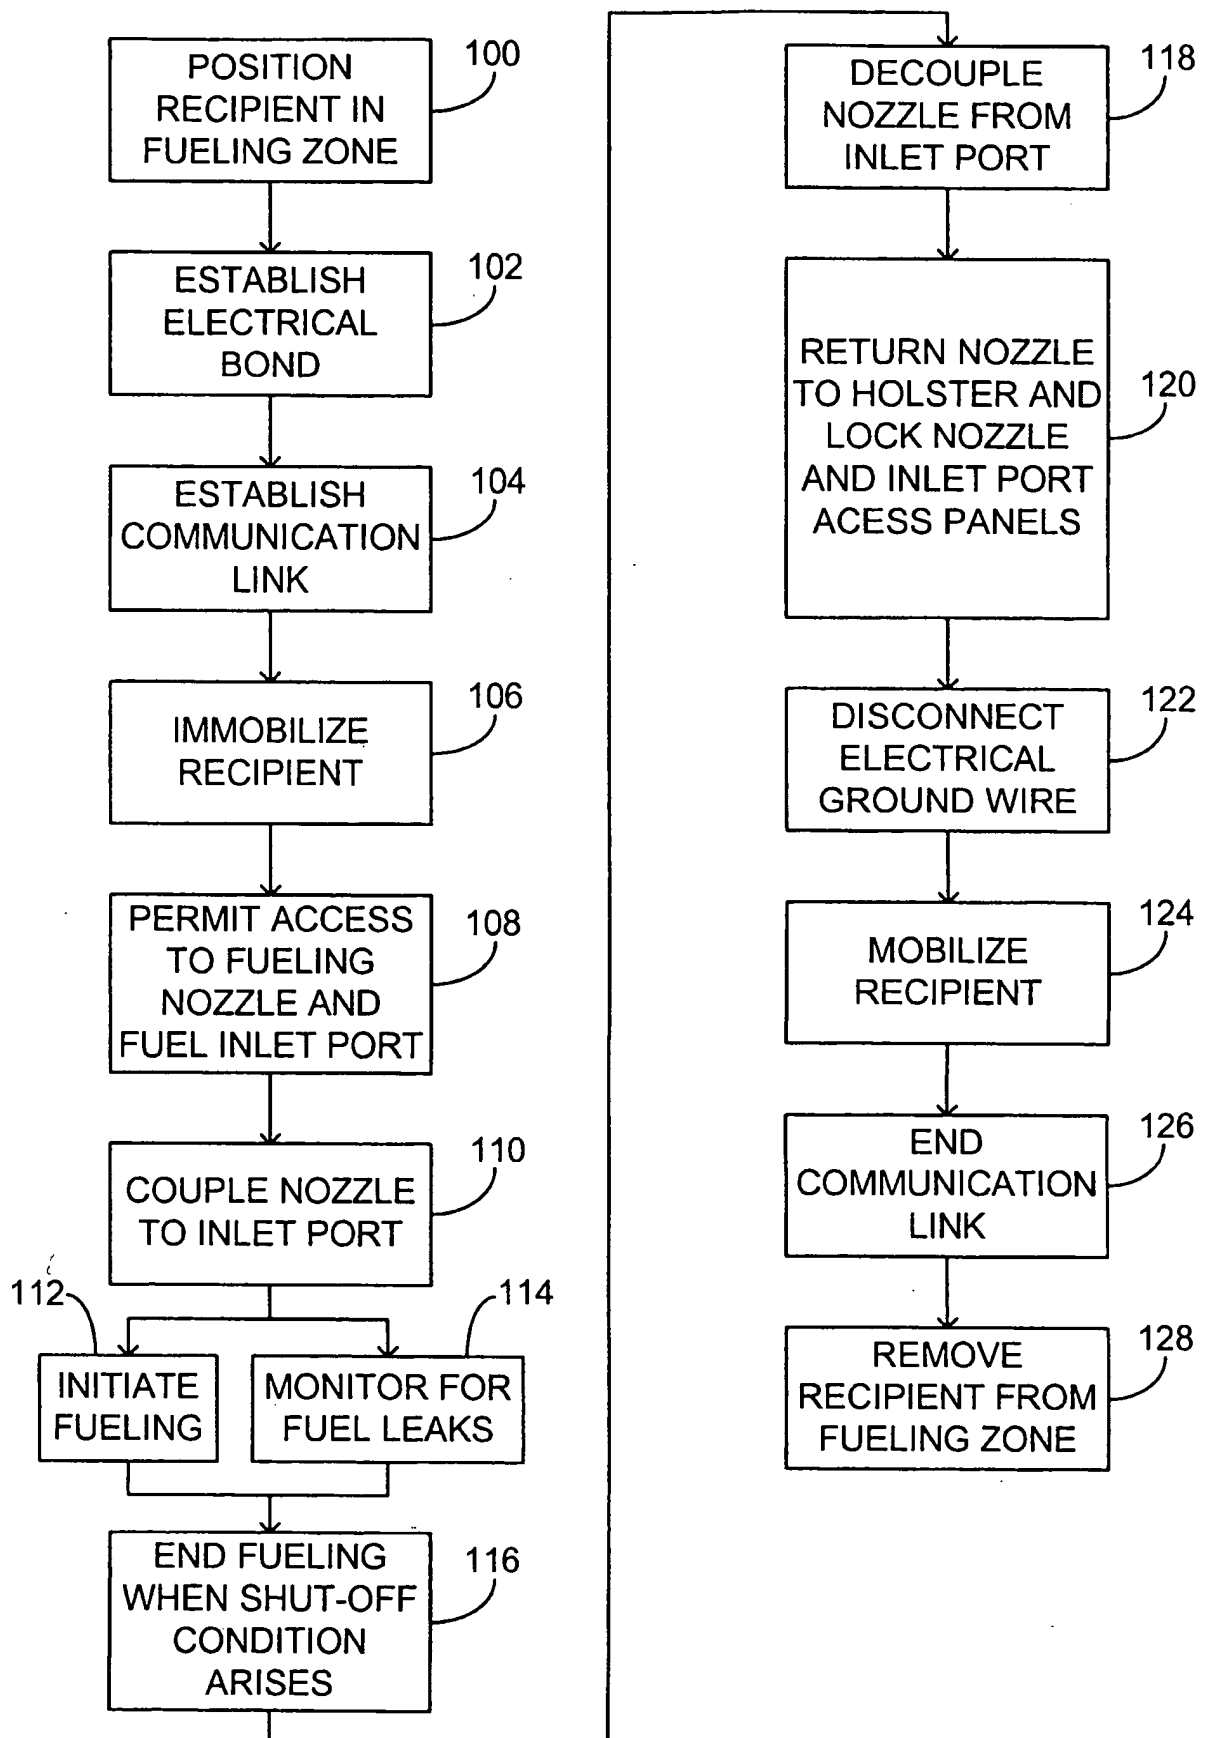 POSITION
RECIPIENT IN
FUELING ZONE
100
ESTABLISH
ELECTRICAL
BOND
102
ESTABLISH
COMMUNICATION
LINK
104
IMMOBILIZE
RECIPIENT
106
PERMIT ACCESS
TO FUELING
NOZZLE AND
FUEL INLET PORT
108
COUPLE NOZZLE
TO INLET PORT
110
112
INITIATE
FUELING
114
MONITOR FOR
FUEL LEAKS
END FUELING
WHEN SHUT-OFF
CONDITION
ARISES
116
DECOUPLE
NOZZLE FROM
INLET PORT
118
RETURN NOZZLE
TO HOLSTER AND
LOCK NOZZLE
AND INLET PORT
ACESS PANELS
120
DISCONNECT
ELECTRICAL
GROUND WIRE
122
MOBILIZE
RECIPIENT
124
END
COMMUNICATION
LINK
126
REMOVE
RECIPIENT FROM
FUELING ZONE
128